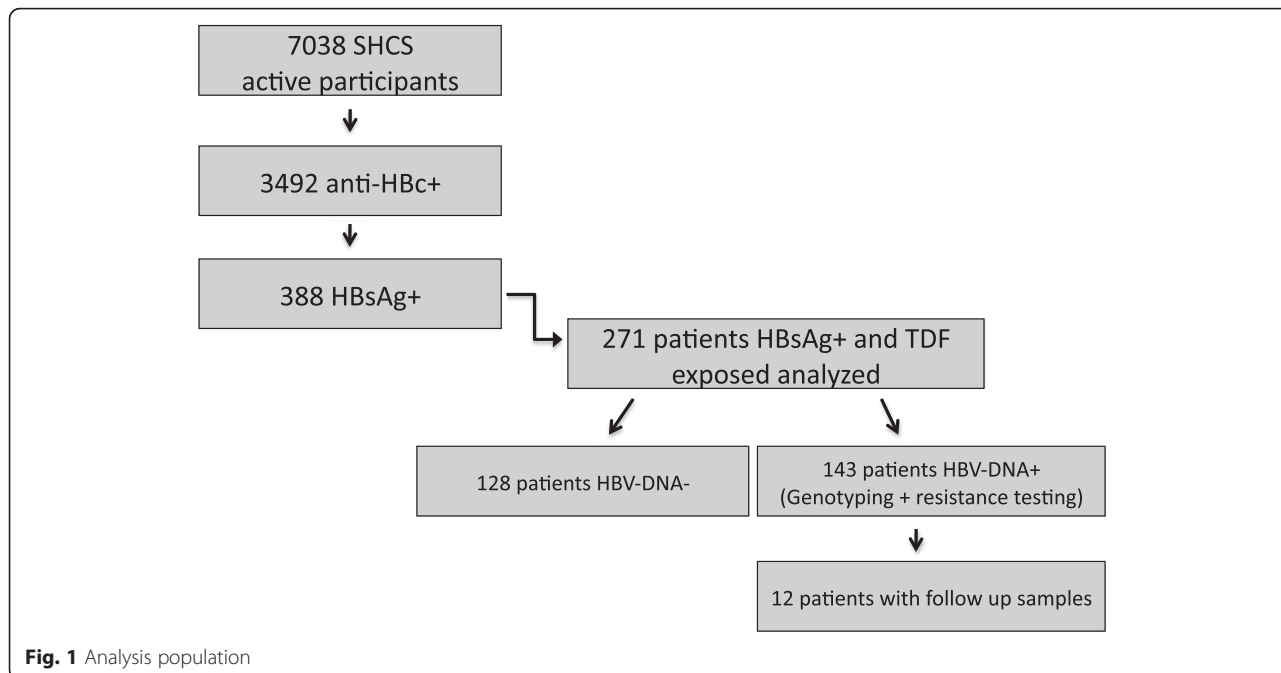 7038 SHCS
active participants
3492 anti-HBc+
388 HBsAg+
271 patients HBsAg+ and TDF
exposed analyzed
128 patients HBV-DNA-
143 patients HBV-DNA+
(Genotyping + resistance testing)
12 patients with follow up samples
Fig. 1 Analysis population